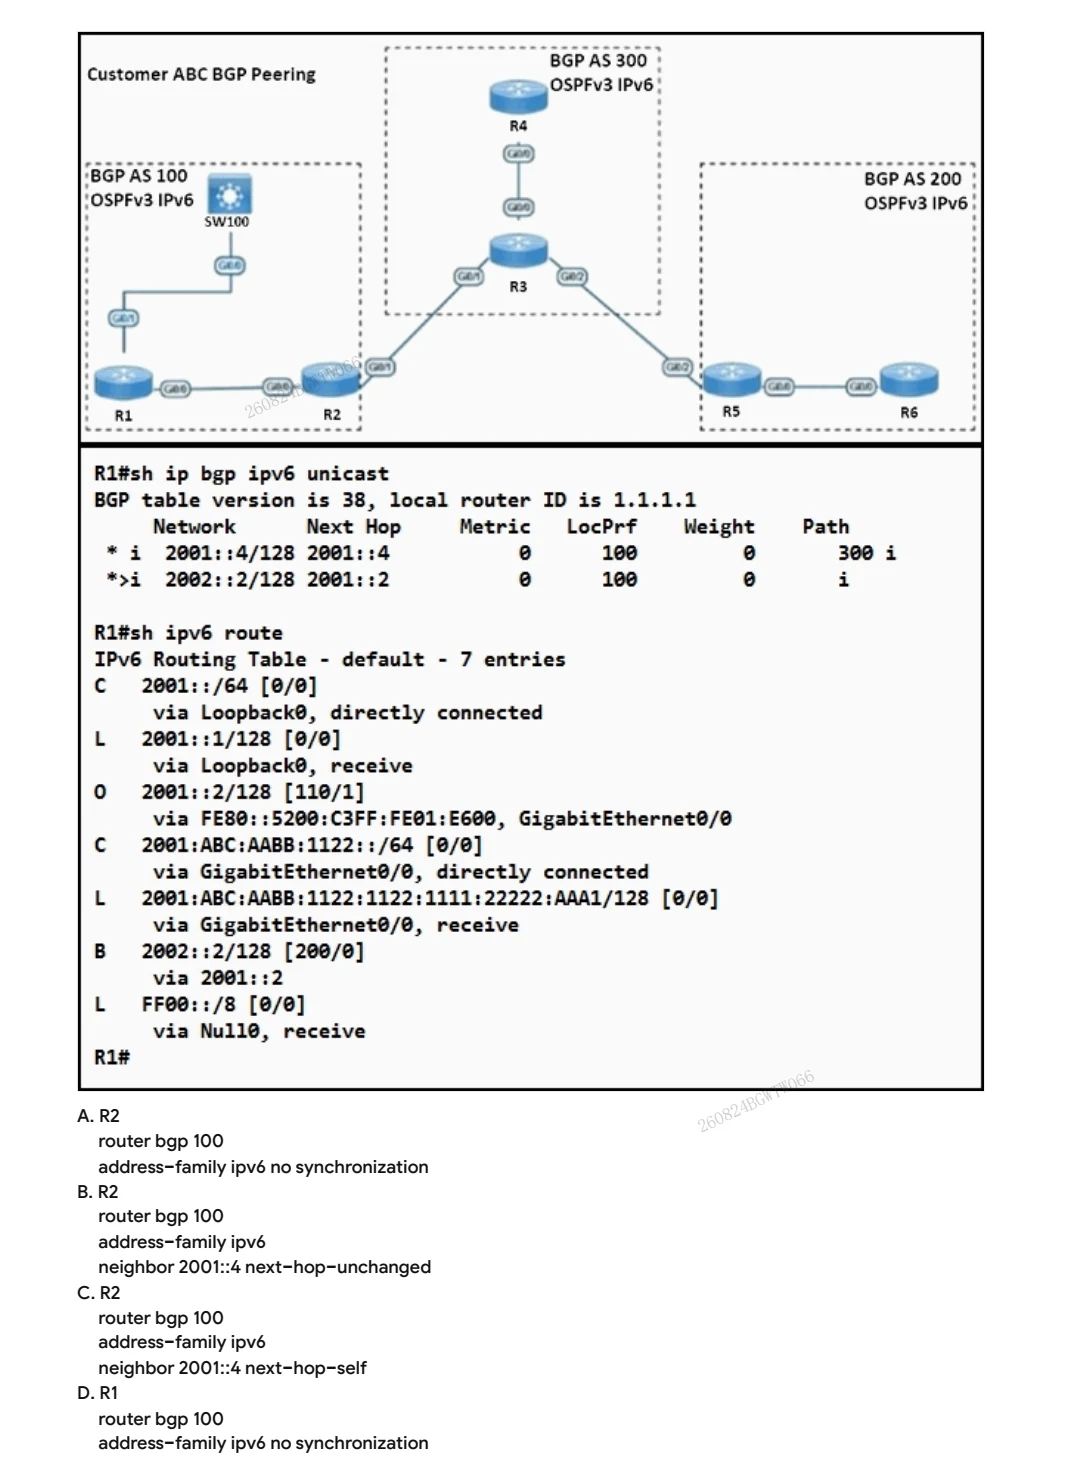 Customer ABC BGP Peering
BGP AS 300
OSPFv3 IPv6
R4
Gi0/0
Gi0/0
BGP AS 100
OSPFv3 IPv6
SW100
BGP AS 200
OSPFv3 IPv6
Gi0/0
Gi0/1
R3
Gi0/2
Gi0/1
Gi0/1
Gi0/2
Gi0/0
Gi0/0
Gi0/0
Gi0/0
R1
R2
R5
R6
R1#sh ip bgp ipv6 unicast
BGP table version is 38, local router ID is 1.1.1.1
Network Next Hop Metric LocPrf Weight Path
* i 2001::4/128 2001::4 0 100 0 300 i
*>i 2002::2/128 2001::2 0 100 0 i
R1#sh ipv6 route
IPv6 Routing Table - default - 7 entries
C 2001::/64 [0/0]
via Loopback0, directly connected
L 2001::1/128 [0/0]
via Loopback0, receive
O 2001::2/128 [110/1]
via FE80::5200:C3FF:FE01:E600, GigabitEthernet0/0
C 2001:ABC:AABB:1122::/64 [0/0]
via GigabitEthernet0/0, directly connected
L 2001:ABC:AABB:1122:1122:1111:22222:AAA1/128 [0/0]
via GigabitEthernet0/0, receive
B 2002::2/128 [200/0]
via 2001::2
L FF00::/8 [0/0]
via Null0, receive
R1#
A. R2
router bgp 100
address-family ipv6 no synchronization
B. R2
router bgp 100
address-family ipv6
neighbor 2001::4 next-hop-unchanged
C. R2
router bgp 100
address-family ipv6
neighbor 2001::4 next-hop-self
D. R1
router bgp 100
address-family ipv6 no synchronization